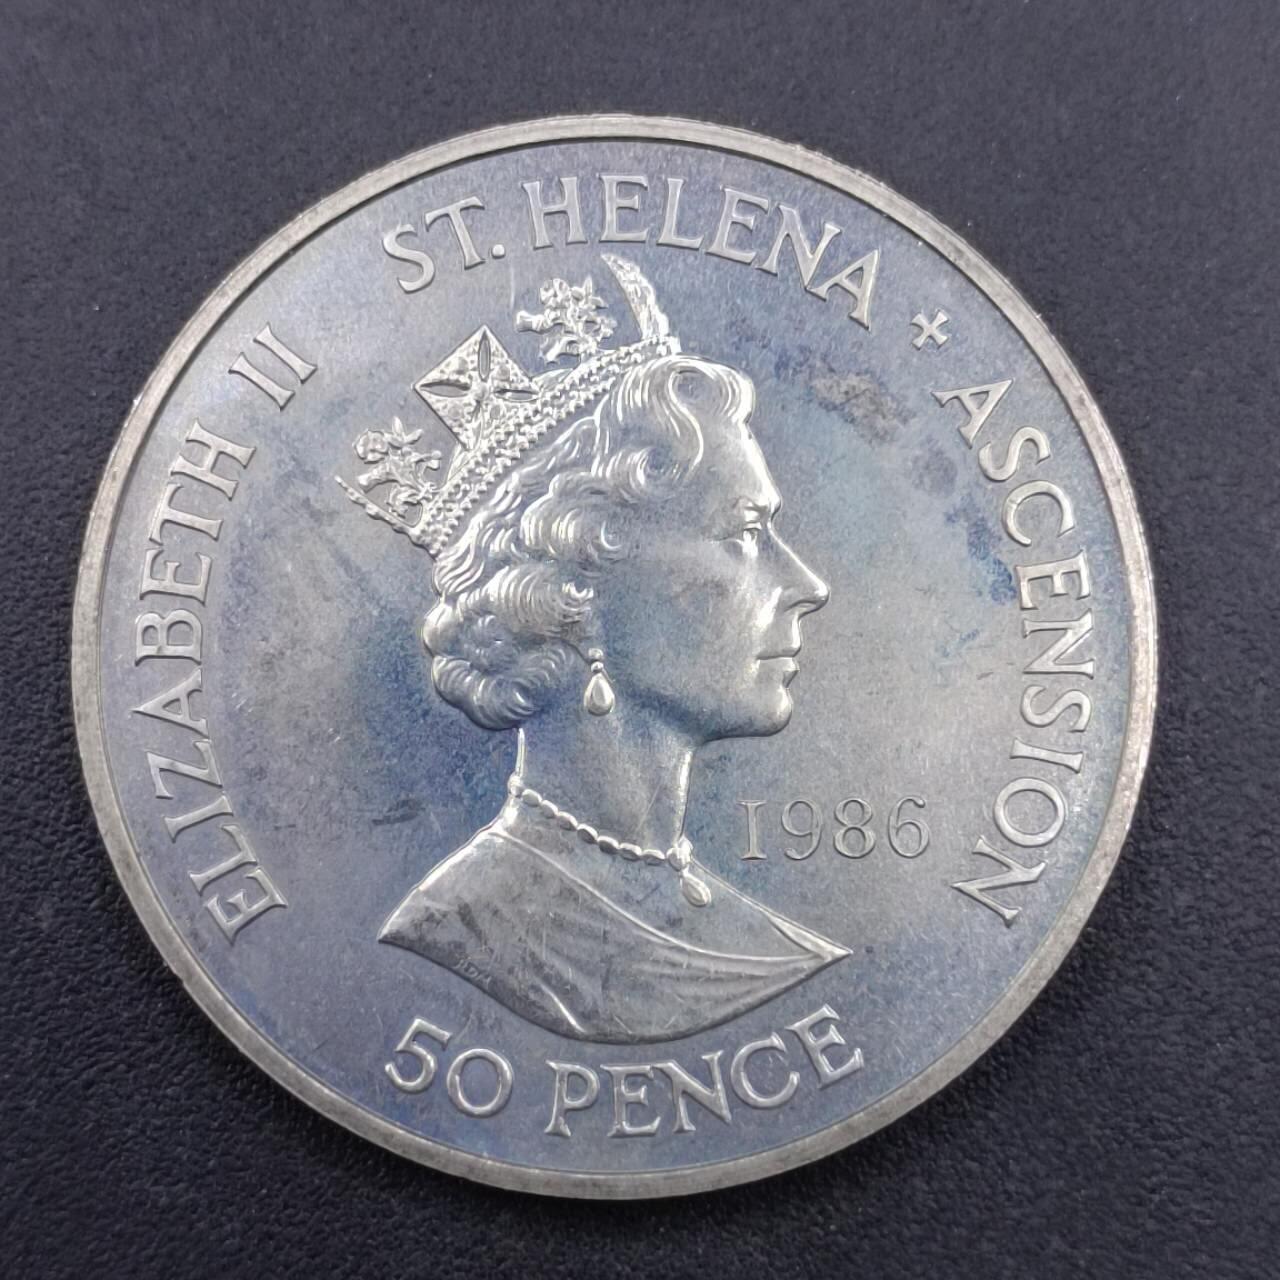 ELIZABETH II ST. HELENA + ASCENSION
1986
50 PENCE